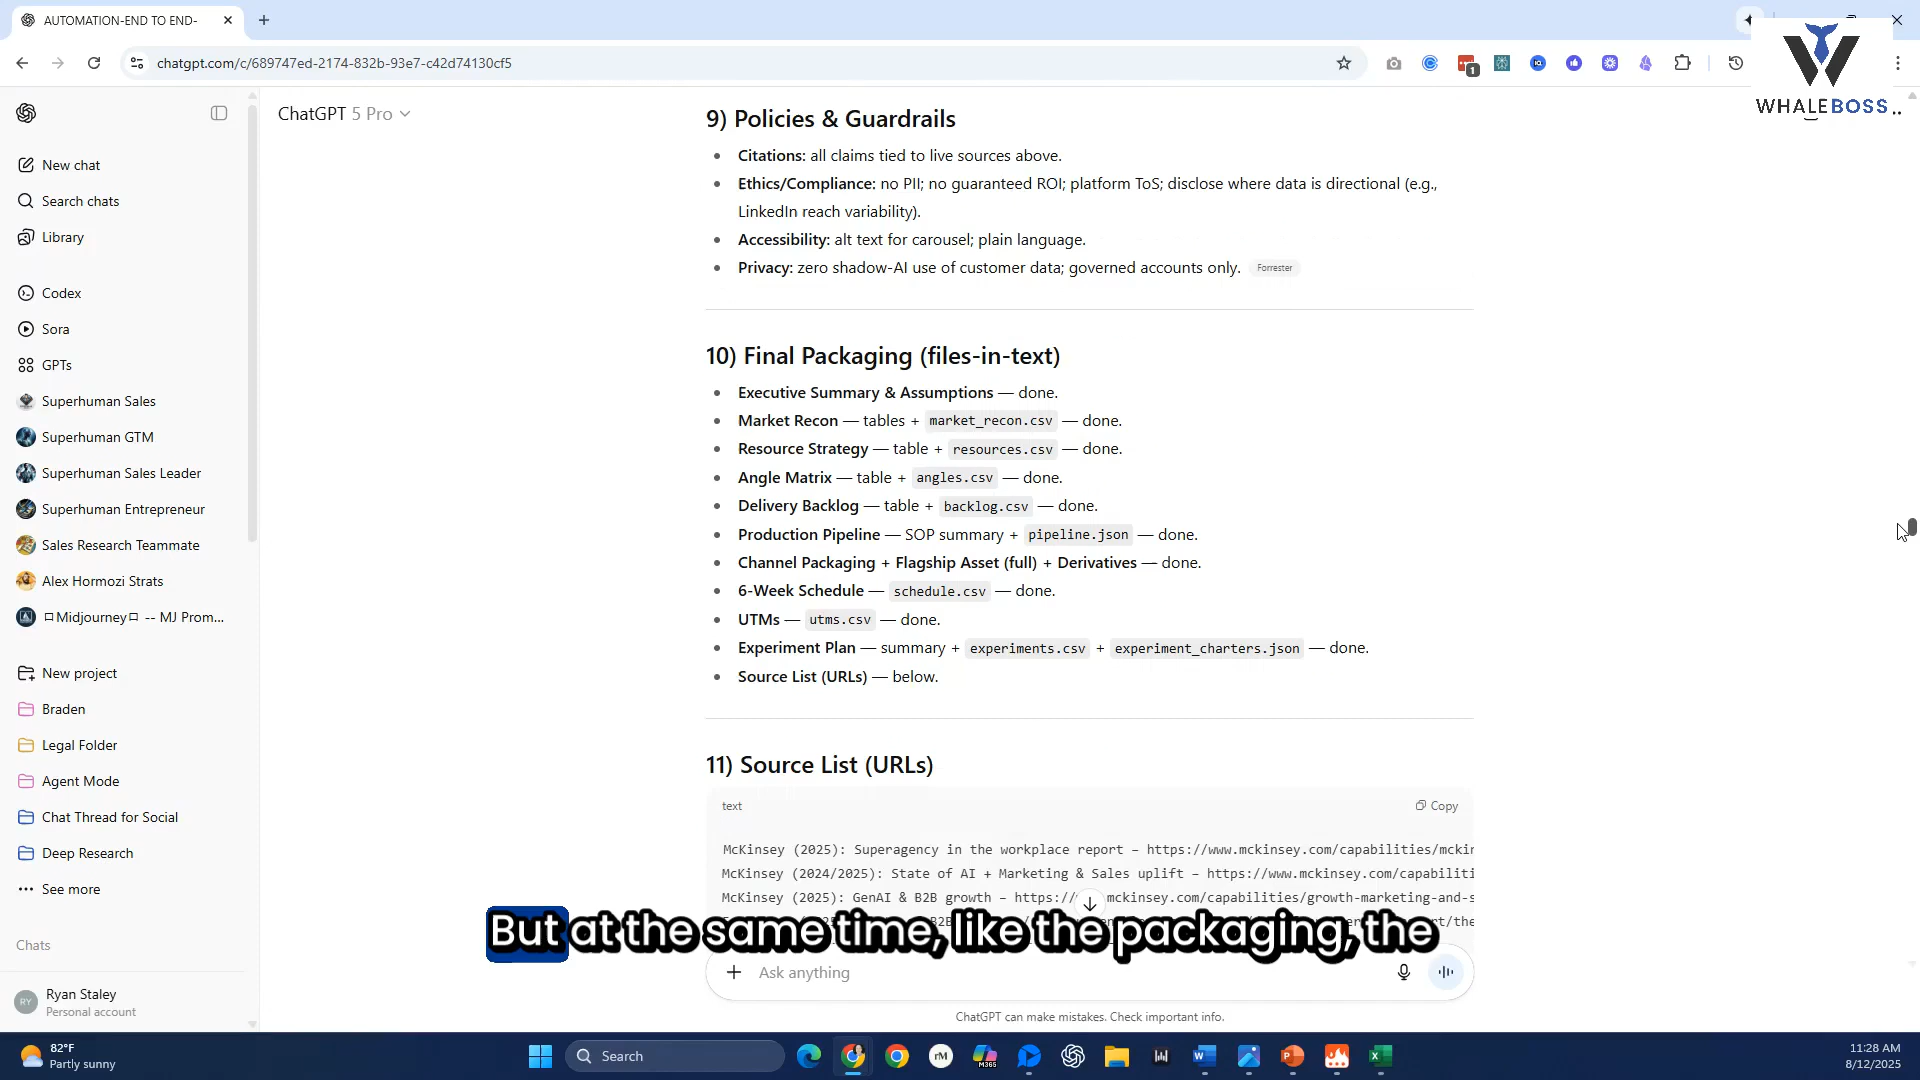 AUTOMATION-END TO END-
chatgpt.com/c/689747ed-2174-832b-93e7-c42d74130cf5
1
WHALEBOSS
ChatGPT 5 Pro
New chat
Search chats
Library
Codex
Sora
GPTs
Superhuman Sales
Superhuman GTM
Superhuman Sales Leader
Superhuman Entrepreneur
Sales Research Teammate
Alex Hormozi Strats
Midjourney -- MJ Prom...
New project
Braden
Legal Folder
Agent Mode
Chat Thread for Social
Deep Research
See more
Chats
RY
Ryan Staley
Personal account
9) Policies & Guardrails
• Citations: all claims tied to live sources above.
• Ethics/Compliance: no PII; no guaranteed ROI; platform ToS; disclose where data is directional (e.g.,
LinkedIn reach variability).
• Accessibility: alt text for carousel; plain language.
• Privacy: zero shadow-AI use of customer data; governed accounts only. Forrester
10) Final Packaging (files-in-text)
• Executive Summary & Assumptions — done.
• Market Recon — tables + market_recon.csv — done.
• Resource Strategy — table + resources.csv — done.
• Angle Matrix — table + angles.csv — done.
• Delivery Backlog — table + backlog.csv — done.
• Production Pipeline — SOP summary + pipeline.json — done.
• Channel Packaging + Flagship Asset (full) + Derivatives — done.
• 6-Week Schedule — schedule.csv — done.
• UTMs — utms.csv — done.
• Experiment Plan — summary + experiments.csv + experiment_charters.json — done.
• Source List (URLs) — below.
11) Source List (URLs)
text
Copy
McKinsey (2025): Superagency in the workplace report – https://www.mckinsey.com/capabilities/mckin
McKinsey (2024/2025): State of AI + Marketing & Sales uplift – https://www.mckinsey.com/capabiliti
McKinsey (2025): GenAI & B2B growth – https:// mckinsey.com/capabilities/growth-marketing-and-s
But at the same time, like the packaging, the
Ask anything
ChatGPT can make mistakes. Check important info.
82°F
Partly sunny
Search
rM
M365
W
P
X
11:28 AM
8/12/2025